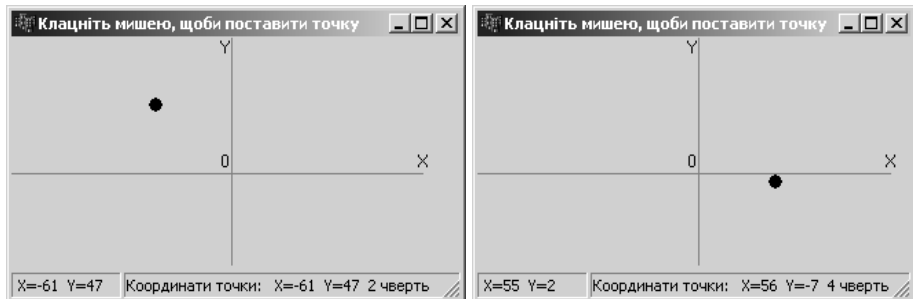 Клацніть мишею, щоби поставити точку
Y
0
X
X=-61 Y=47 Координати точки: X=-61 Y=47 2 чверть
Клацніть мишею, щоби поставити точку
Y
0
X
X=55 Y=2 Координати точки: X=56 Y=-7 4 чверть